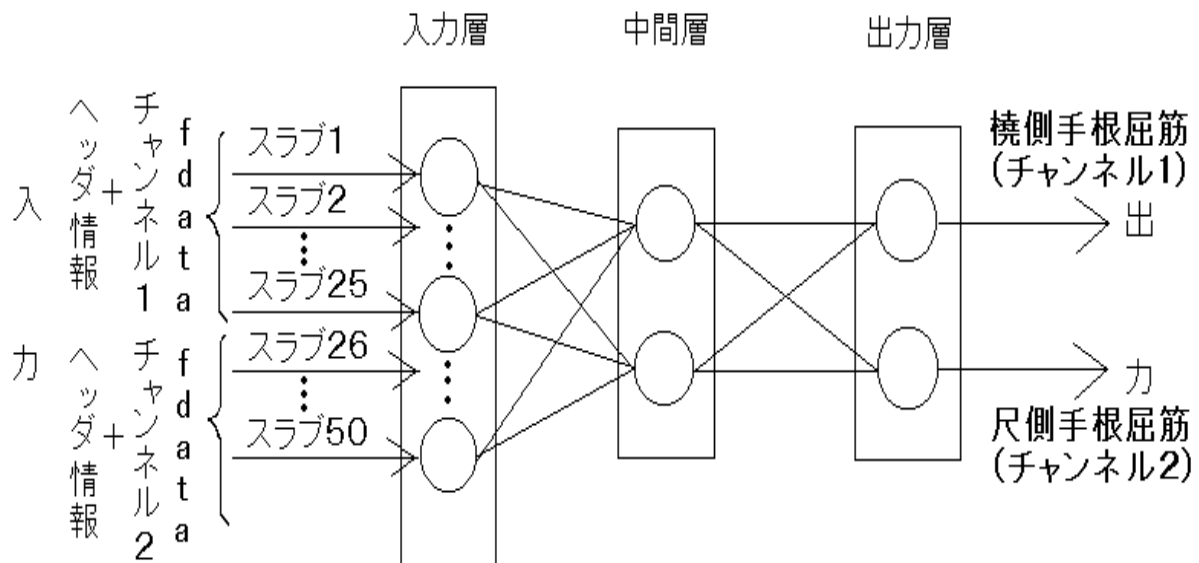 入力層
中間層
出力層
入
力
ヘッダ情報
+
チャンネル1
fdata
スラブ1
スラブ2
スラブ25
ヘッダ情報
+
チャンネル2
fdata
スラブ26
スラブ50
橈側手根屈筋
(チャンネル1)
出
力
尺側手根屈筋
(チャンネル2)